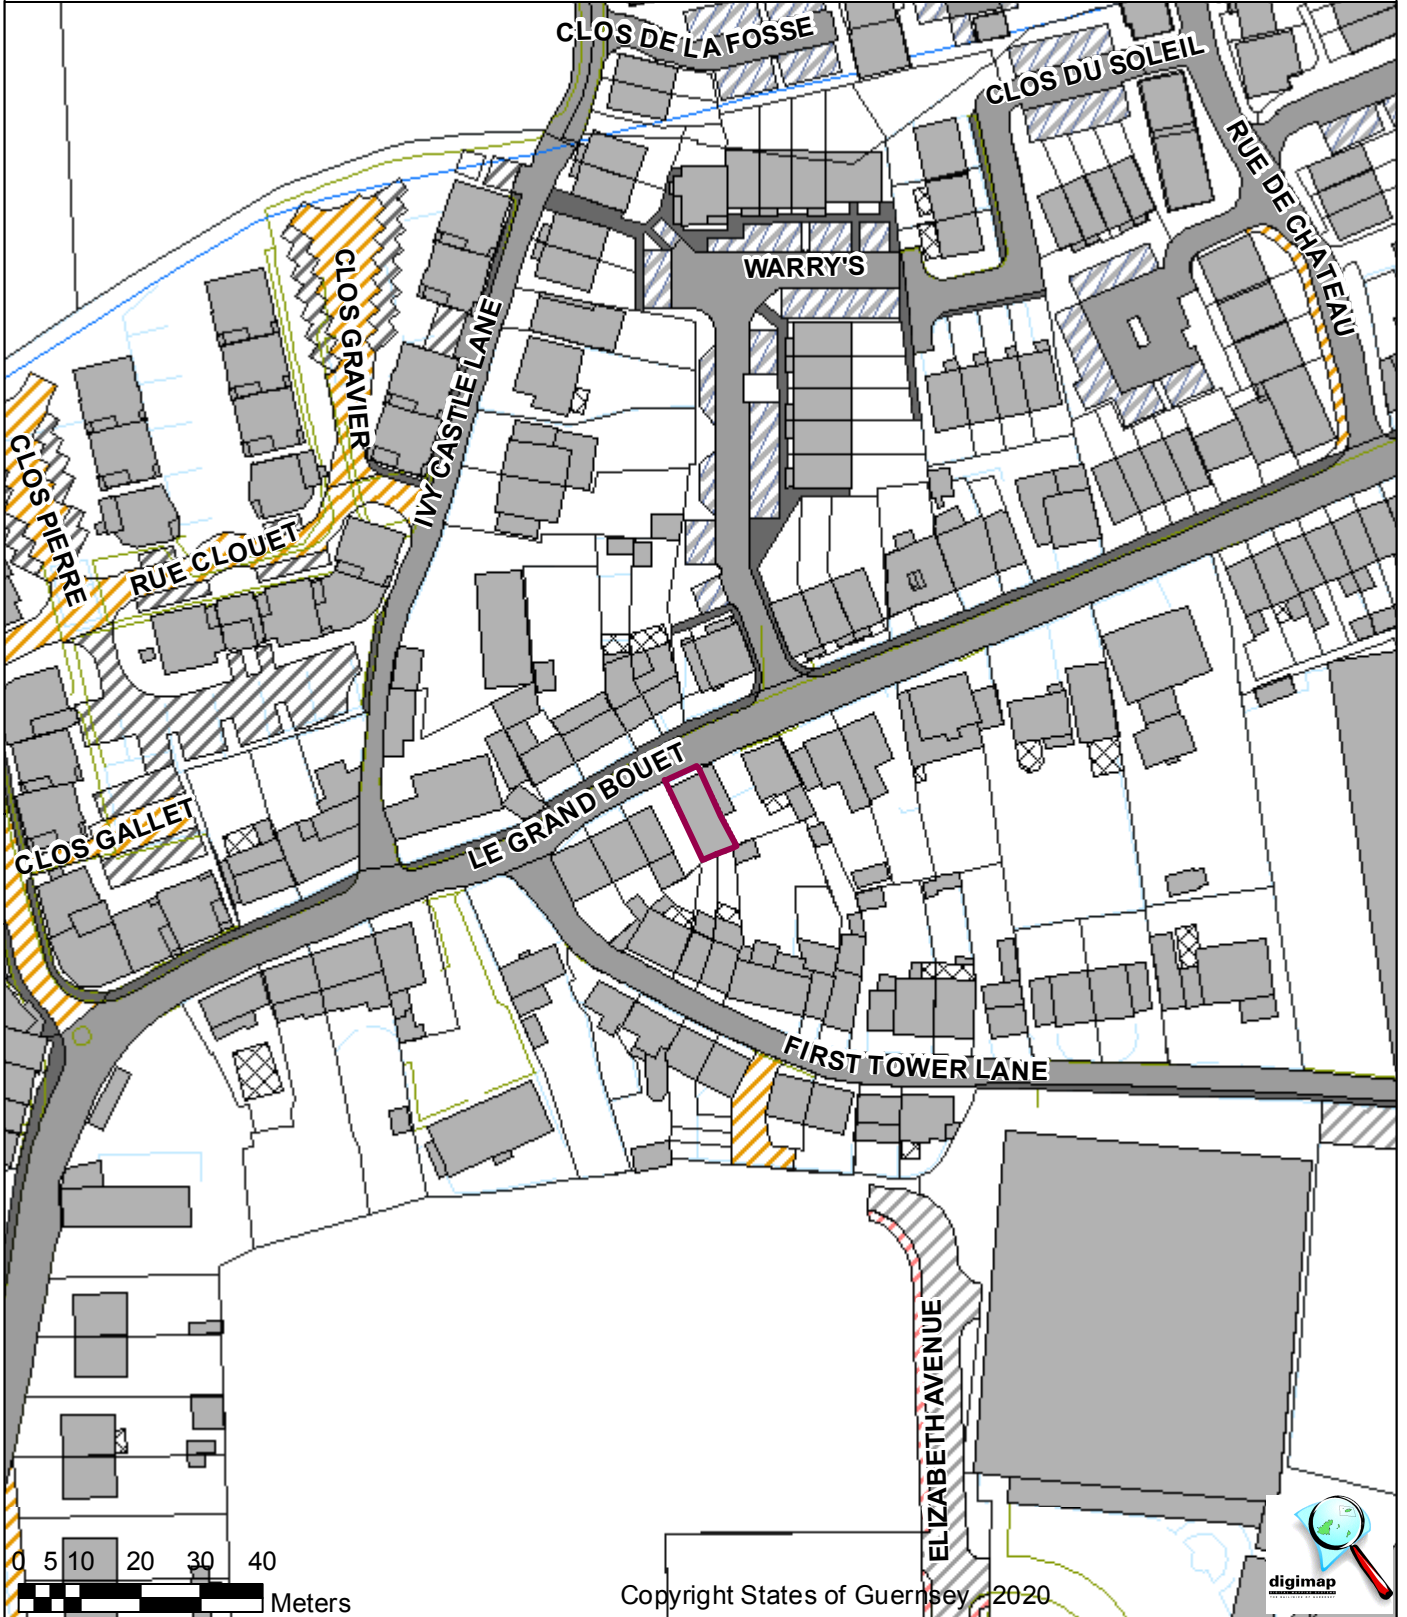 CLOS DE LA FOSSE
CLOS DU SOLEIL
RUE DE CHATEAU
WARRY'S
CLOS GRAVIER
IVY CASTLE LANE
CLOS PIERRE
RUE CLOUET
LE GRAND BOUET
CLOS GALLET
FIRST TOWER LANE
ELIZABETH AVENUE
0 5 10 20 30 40
Meters
Copyright States of Guernsey 2020
digimap